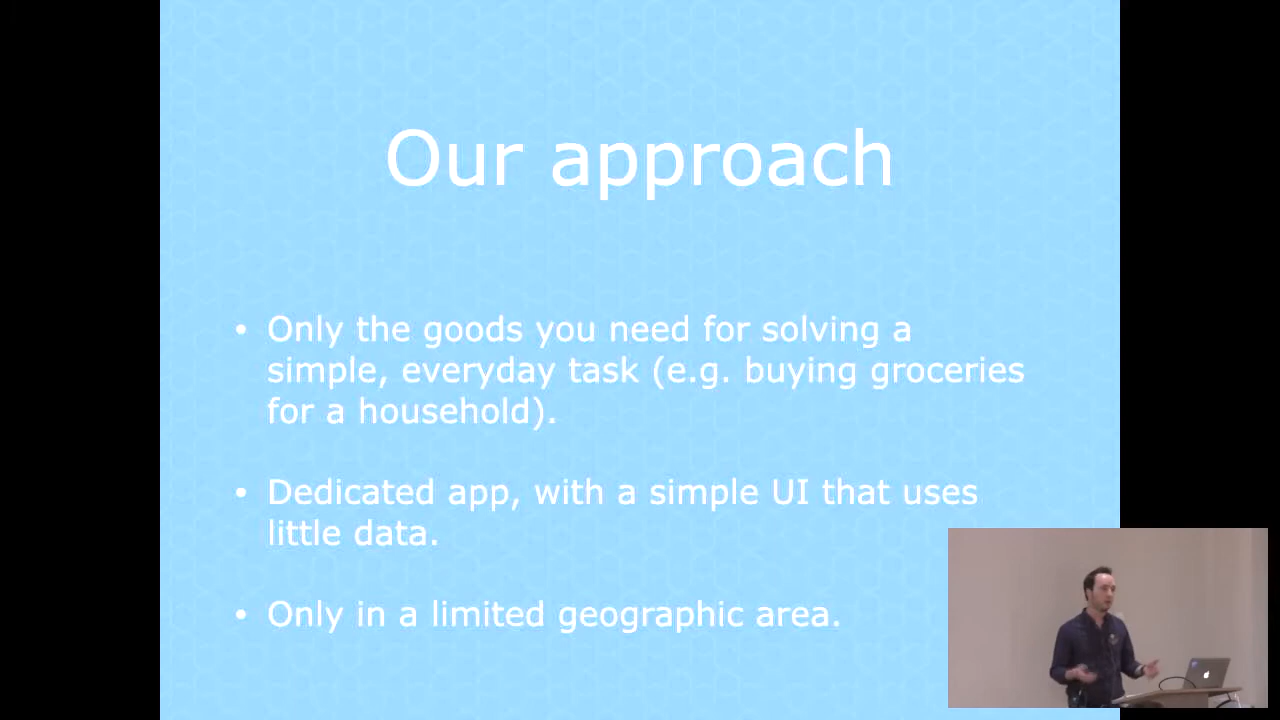 Our approach
• Only the goods you need for solving a
simple, everyday task (e.g. buying groceries
for a household).
• Dedicated app, with a simple UI that uses
little data.
• Only in a limited geographic area.